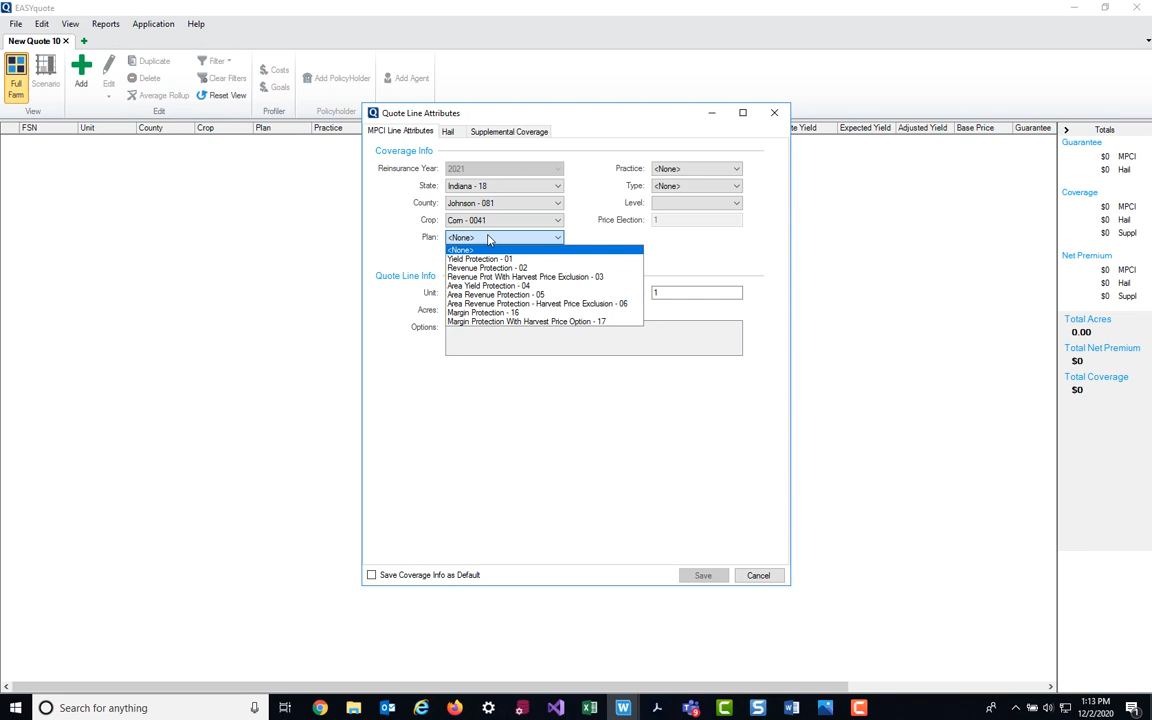 EASYquote
File Edit View Reports Application Help
New Quote 10
Full Farm
Scenario
View
Add
Edit
Duplicate
Delete
Average Rollup
Filter
Clear Filters
Reset View
Edit
Costs
Goals
Profiler
Add PolicyHolder
Policyholder
Add Agent
FSN Unit County Crop Plan Practice te Yield Expected Yield Adjusted Yield Base Price Guarantee
Quote Line Attributes
MPCI Line Attributes Hail Supplemental Coverage
Coverage Info
Reinsurance Year: 2021 Practice: <None>
State: Indiana - 18 Type: <None>
County: Johnson - 081 Level:
Crop: Corn - 0041 Price Election: 1
Plan: <None>
<None>
Yield Protection - 01
Revenue Protection - 02
Revenue Prot With Harvest Price Exclusion - 03
Area Yield Protection - 04
Area Revenue Protection - 05
Area Revenue Protection - Harvest Price Exclusion - 06
Margin Protection - 16
Margin Protection With Harvest Price Option - 17
Quote Line Info
Unit: 1
Acres:
Options:
Save Coverage Info as Default Save Cancel
Totals
Guarantee
$0 MPCI
$0 Hail
Coverage
$0 MPCI
$0 Hail
$0 Suppl
Net Premium
$0 MPCI
$0 Hail
$0 Suppl
Total Acres
0.00
Total Net Premium
$0
Total Coverage
$0
Search for anything
1:13 PM
12/2/2020